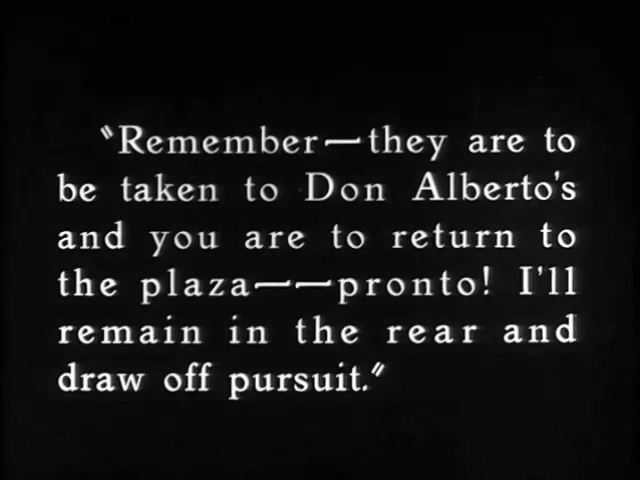 "Remember—they are to
be taken to Don Alberto's
and you are to return to
the plaza——pronto! I'll
remain in the rear and
draw off pursuit."